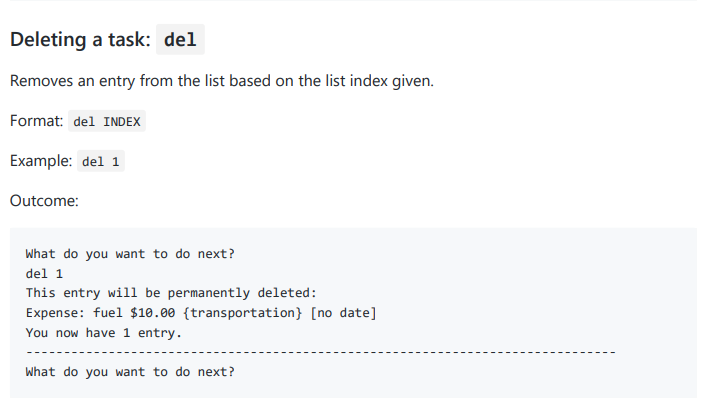 Deleting a task: del
Removes an entry from the list based on the list index given.
Format: del INDEX
Example: del 1
Outcome:
What do you want to do next?
del 1
This entry will be permanently deleted:
Expense: fuel $10.00 {transportation} [no date]
You now have 1 entry.
-------------------------------------------------------------------------------
What do you want to do next?